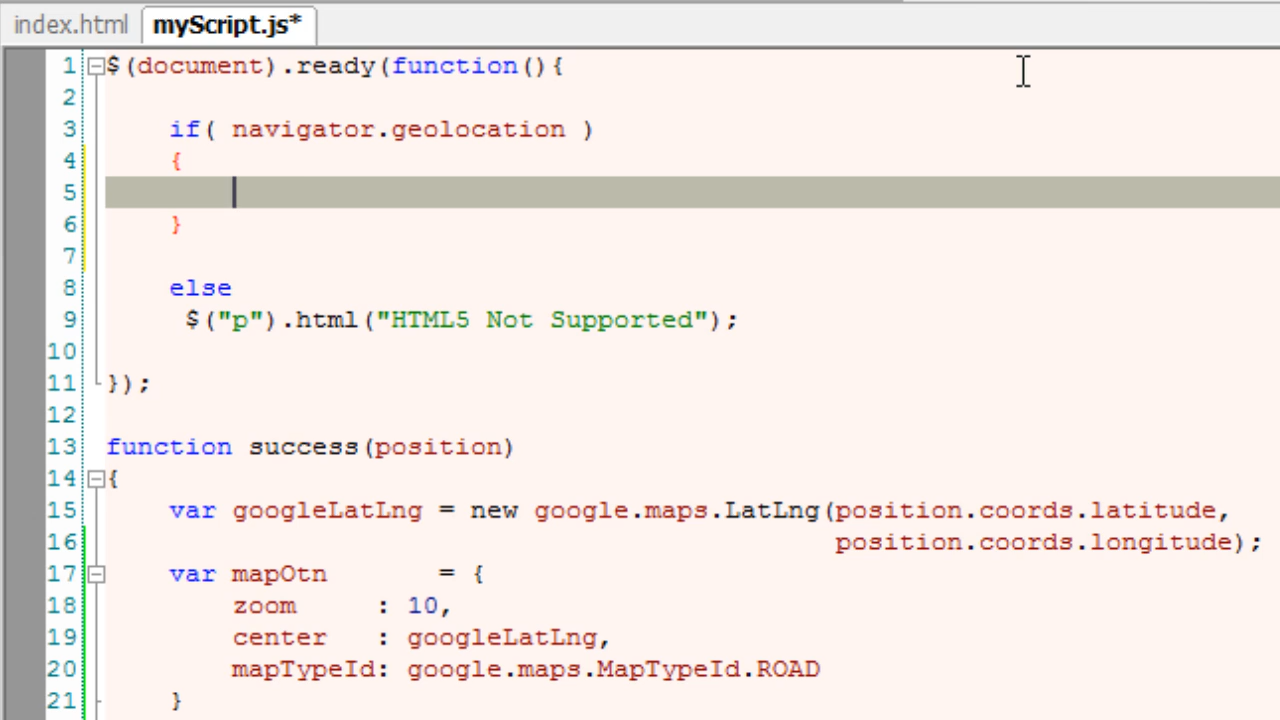 index.html myScript.js*
1 $(document).ready(function(){
2
3 if( navigator.geolocation )
4 {
5
6 }
7
8 else
9 $("p").html("HTML5 Not Supported");
10
11 });
12
13 function success(position)
14 {
15 var googleLatLng = new google.maps.LatLng(position.coords.latitude,
16 position.coords.longitude);
17 var mapOtn = {
18 zoom : 10,
19 center : googleLatLng,
20 mapTypeId: google.maps.MapTypeId.ROAD
21 }